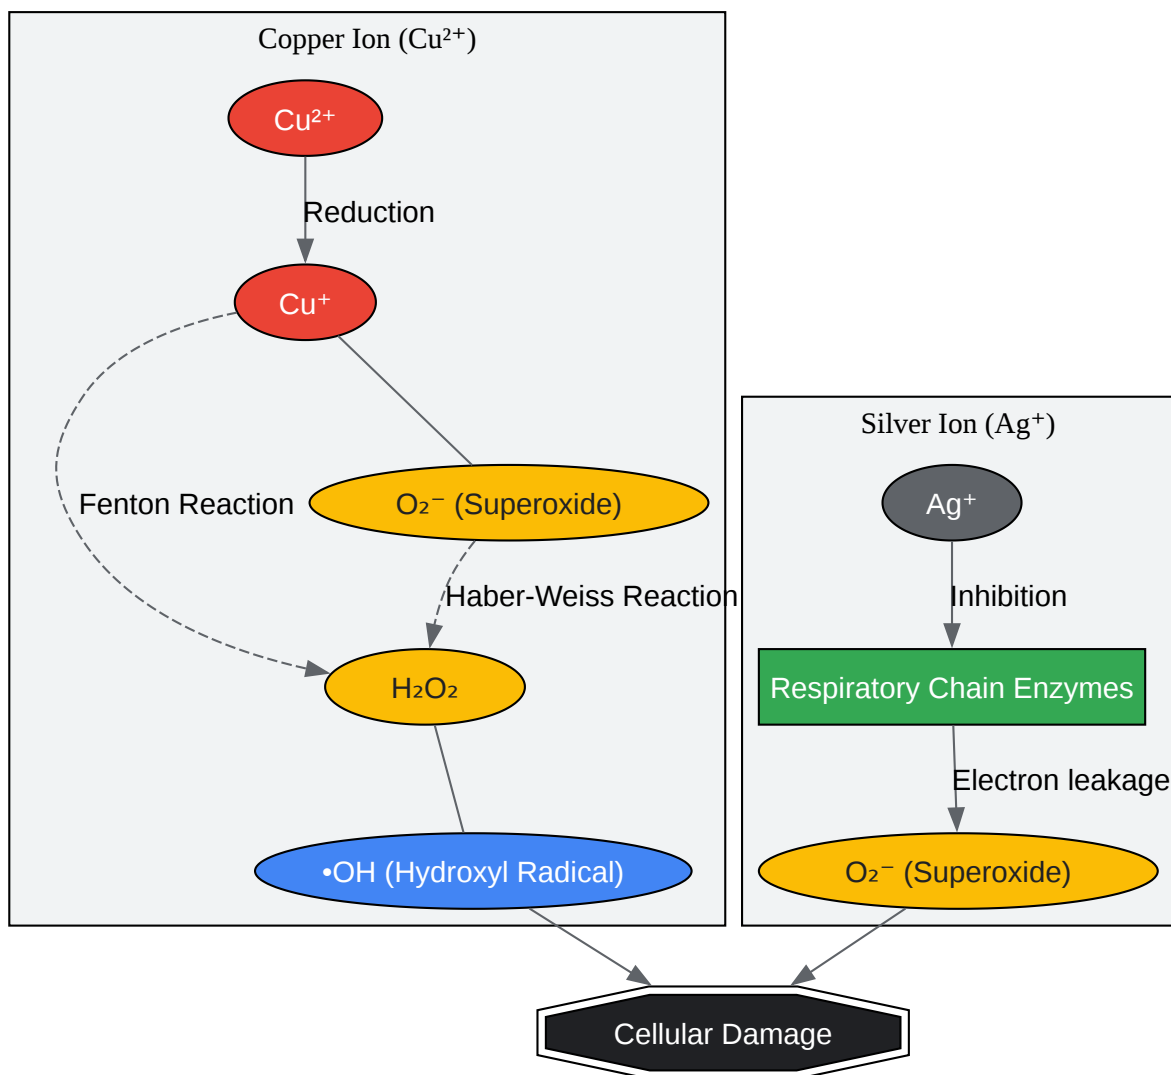 Copper Ion (Cu²⁺)
Cu²⁺
Reduction
Cu⁺
Fenton Reaction
O₂⁻ (Superoxide)
Haber-Weiss Reaction
H₂O₂
•OH (Hydroxyl Radical)
Silver Ion (Ag⁺)
Ag⁺
Inhibition
Respiratory Chain Enzymes
Electron leakage
O₂⁻ (Superoxide)
Cellular Damage